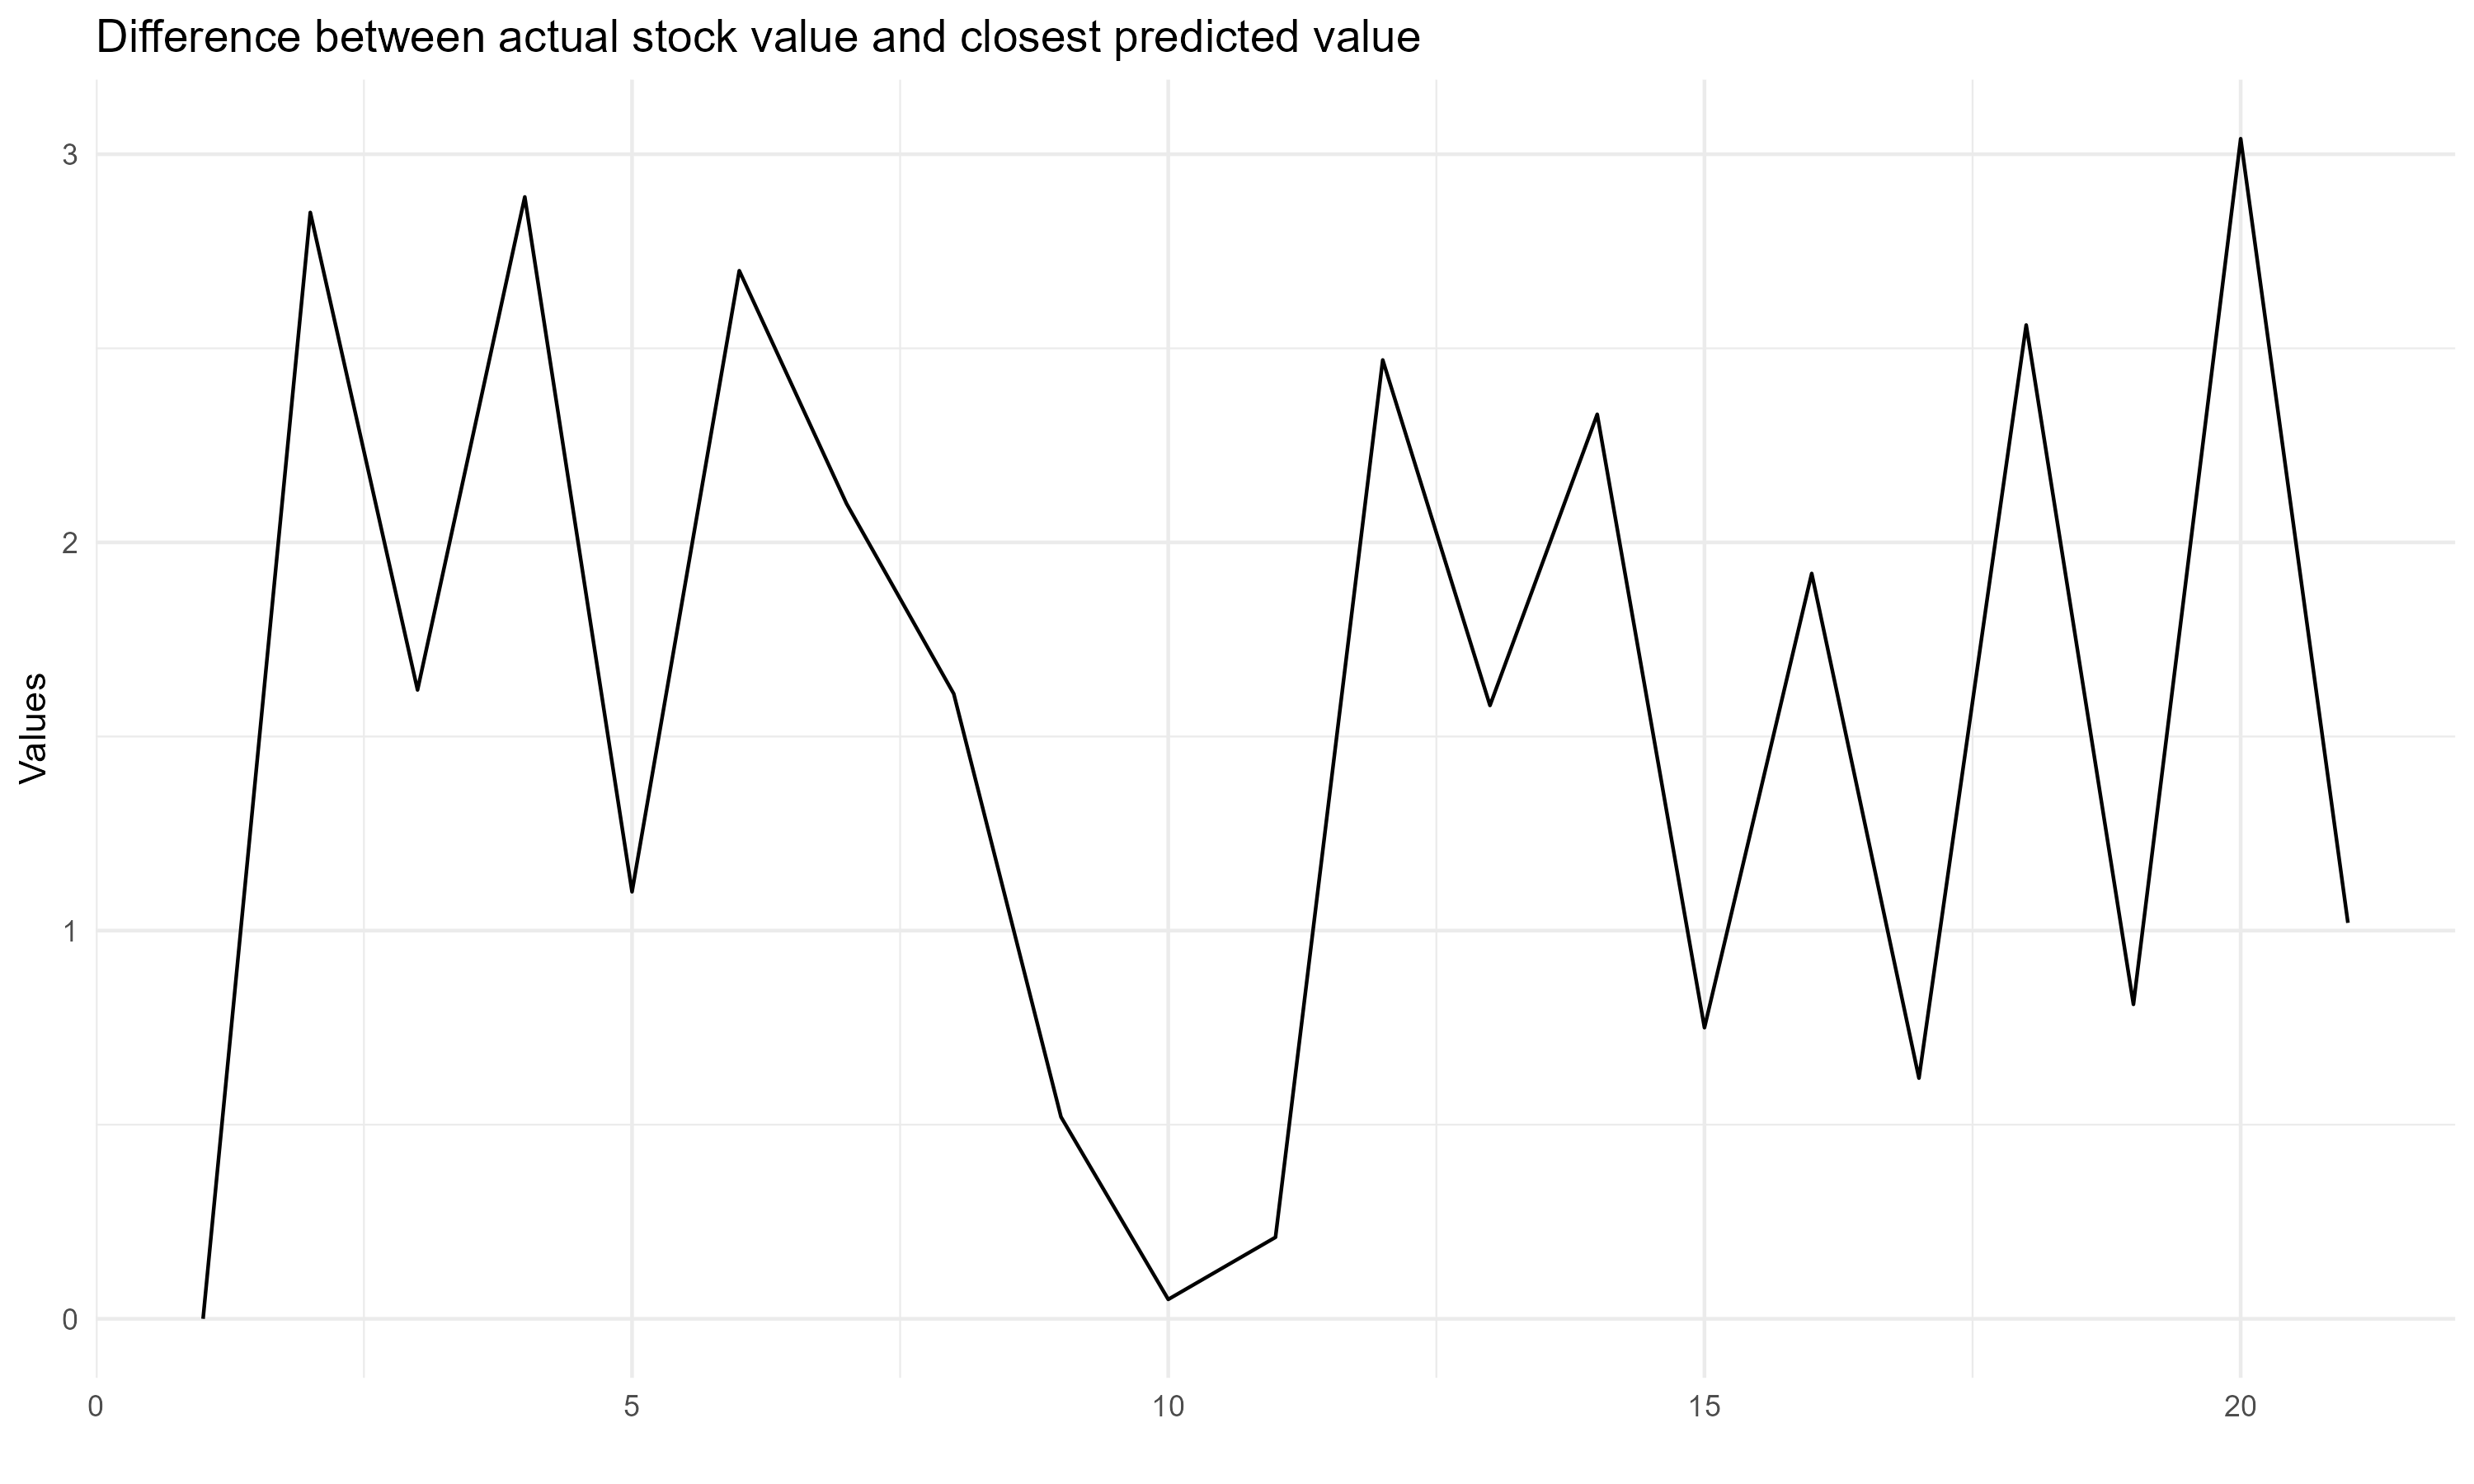 Difference between actual stock value and closest predicted value
Values
3
2
1
0
0 5 10 15 20